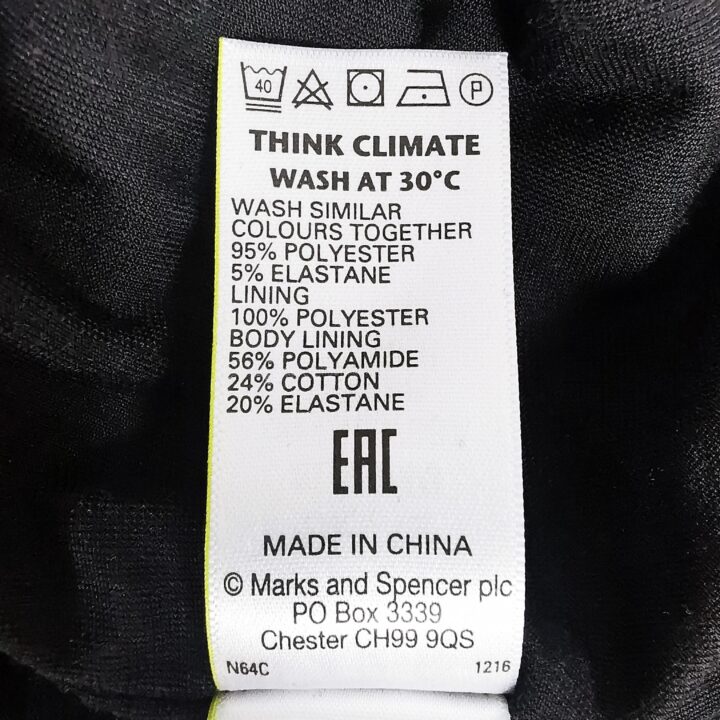 40 P
THINK CLIMATE
WASH AT 30°C
WASH SIMILAR
COLOURS TOGETHER
95% POLYESTER
5% ELASTANE
LINING
100% POLYESTER
BODY LINING
56% POLYAMIDE
24% COTTON
20% ELASTANE
EAC
MADE IN CHINA
© Marks and Spencer plc
PO Box 3339
Chester CH99 9QS
N64C 1216